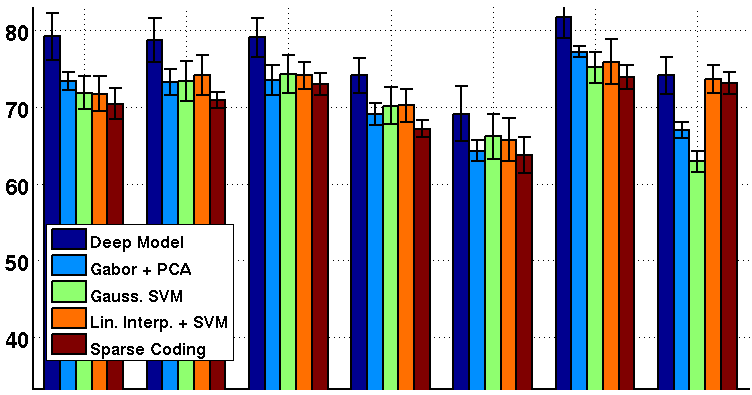 80
70
60
50
40
Deep Model
Gabor + PCA
Gauss. SVM
Lin. Interp. + SVM
Sparse Coding